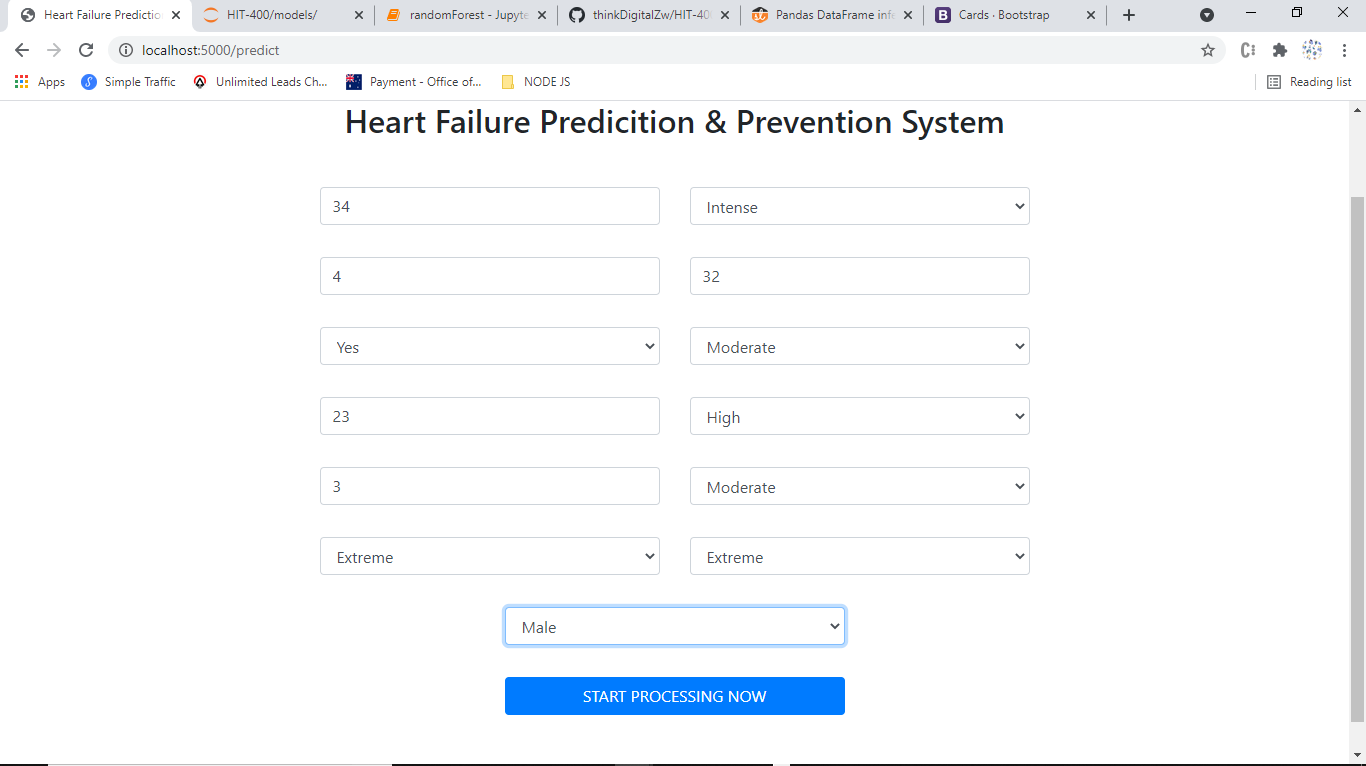 Heart Failure Predictio
HIT-400/models/
randomForest - Jupyte
thinkDigitalZw/HIT-40
Pandas DataFrame inf
B Cards · Bootstrap
localhost:5000/predict
Apps
Simple Traffic
Unlimited Leads Ch...
Payment - Office of...
NODE JS
Reading list
Heart Failure Predicition & Prevention System
34
Intense
4
32
Yes
Moderate
23
High
3
Moderate
Extreme
Extreme
Male
START PROCESSING NOW